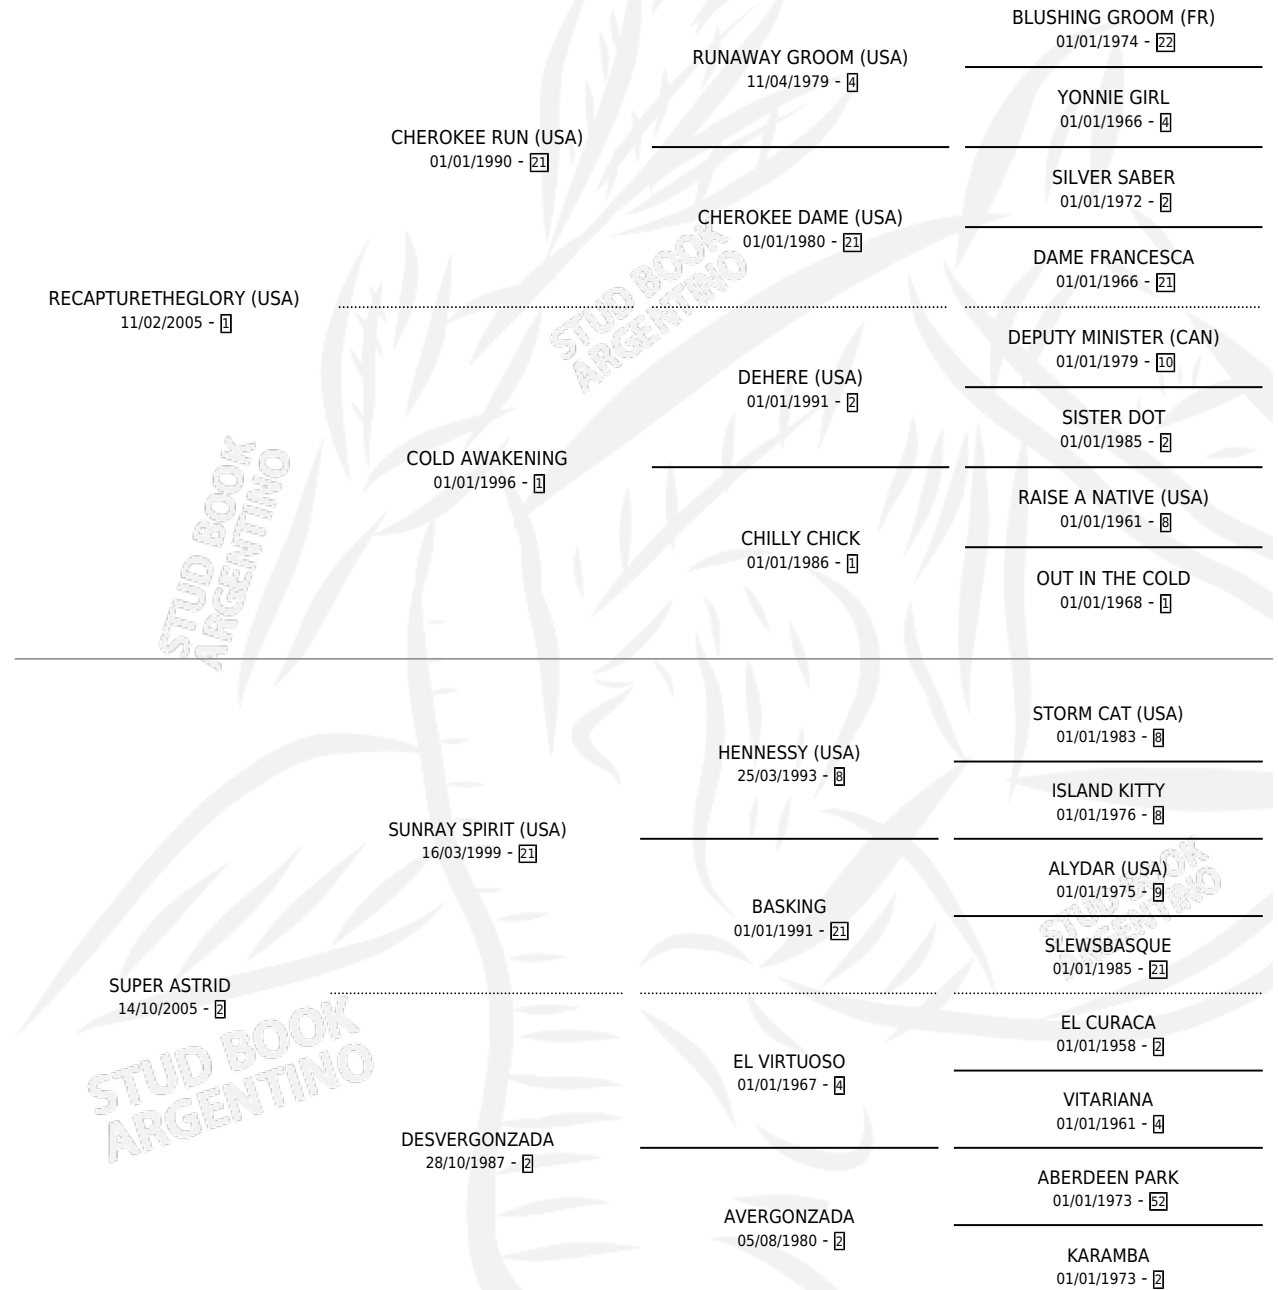 BLUSHING GROOM (FR)
01/01/1974 - 22
RUNAWAY GROOM (USA)
11/04/1979 - 4
YONNIE GIRL
01/01/1966 - 4
CHEROKEE RUN (USA)
01/01/1990 - 21
SILVER SABER
01/01/1972 - 2
CHEROKEE DAME (USA)
01/01/1980 - 21
DAME FRANCESCA
01/01/1966 - 21
RECAPTURETHEGLORY (USA)
11/02/2005 - 1
STUD BOOK
ARGENTINO
DEPUTY MINISTER (CAN)
01/01/1979 - 10
DEHERE (USA)
01/01/1991 - 2
SISTER DOT
01/01/1985 - 2
COLD AWAKENING
01/01/1996 - 1
RAISE A NATIVE (USA)
01/01/1961 - 8
CHILLY CHICK
01/01/1986 - 1
OUT IN THE COLD
01/01/1968 - 1
STUD BOOK
ARGENTINO
STORM CAT (USA)
01/01/1983 - 8
HENNESSY (USA)
25/03/1993 - 8
ISLAND KITTY
01/01/1976 - 8
SUNRAY SPIRIT (USA)
16/03/1999 - 21
ALYDAR (USA)
01/01/1975 - 9
BASKING
01/01/1991 - 21
SLEWSBASQUE
01/01/1985 - 21
STUD BOOK
ARGENTINO
SUPER ASTRID
14/10/2005 - 2
EL CURACA
01/01/1958 - 2
EL VIRTUOSO
01/01/1967 - 4
VITARIANA
01/01/1961 - 4
STUD BOOK
ARGENTINO
DESVERGONZADA
28/10/1987 - 2
ABERDEEN PARK
01/01/1973 - 52
AVERGONZADA
05/08/1980 - 2
KARAMBA
01/01/1973 - 2